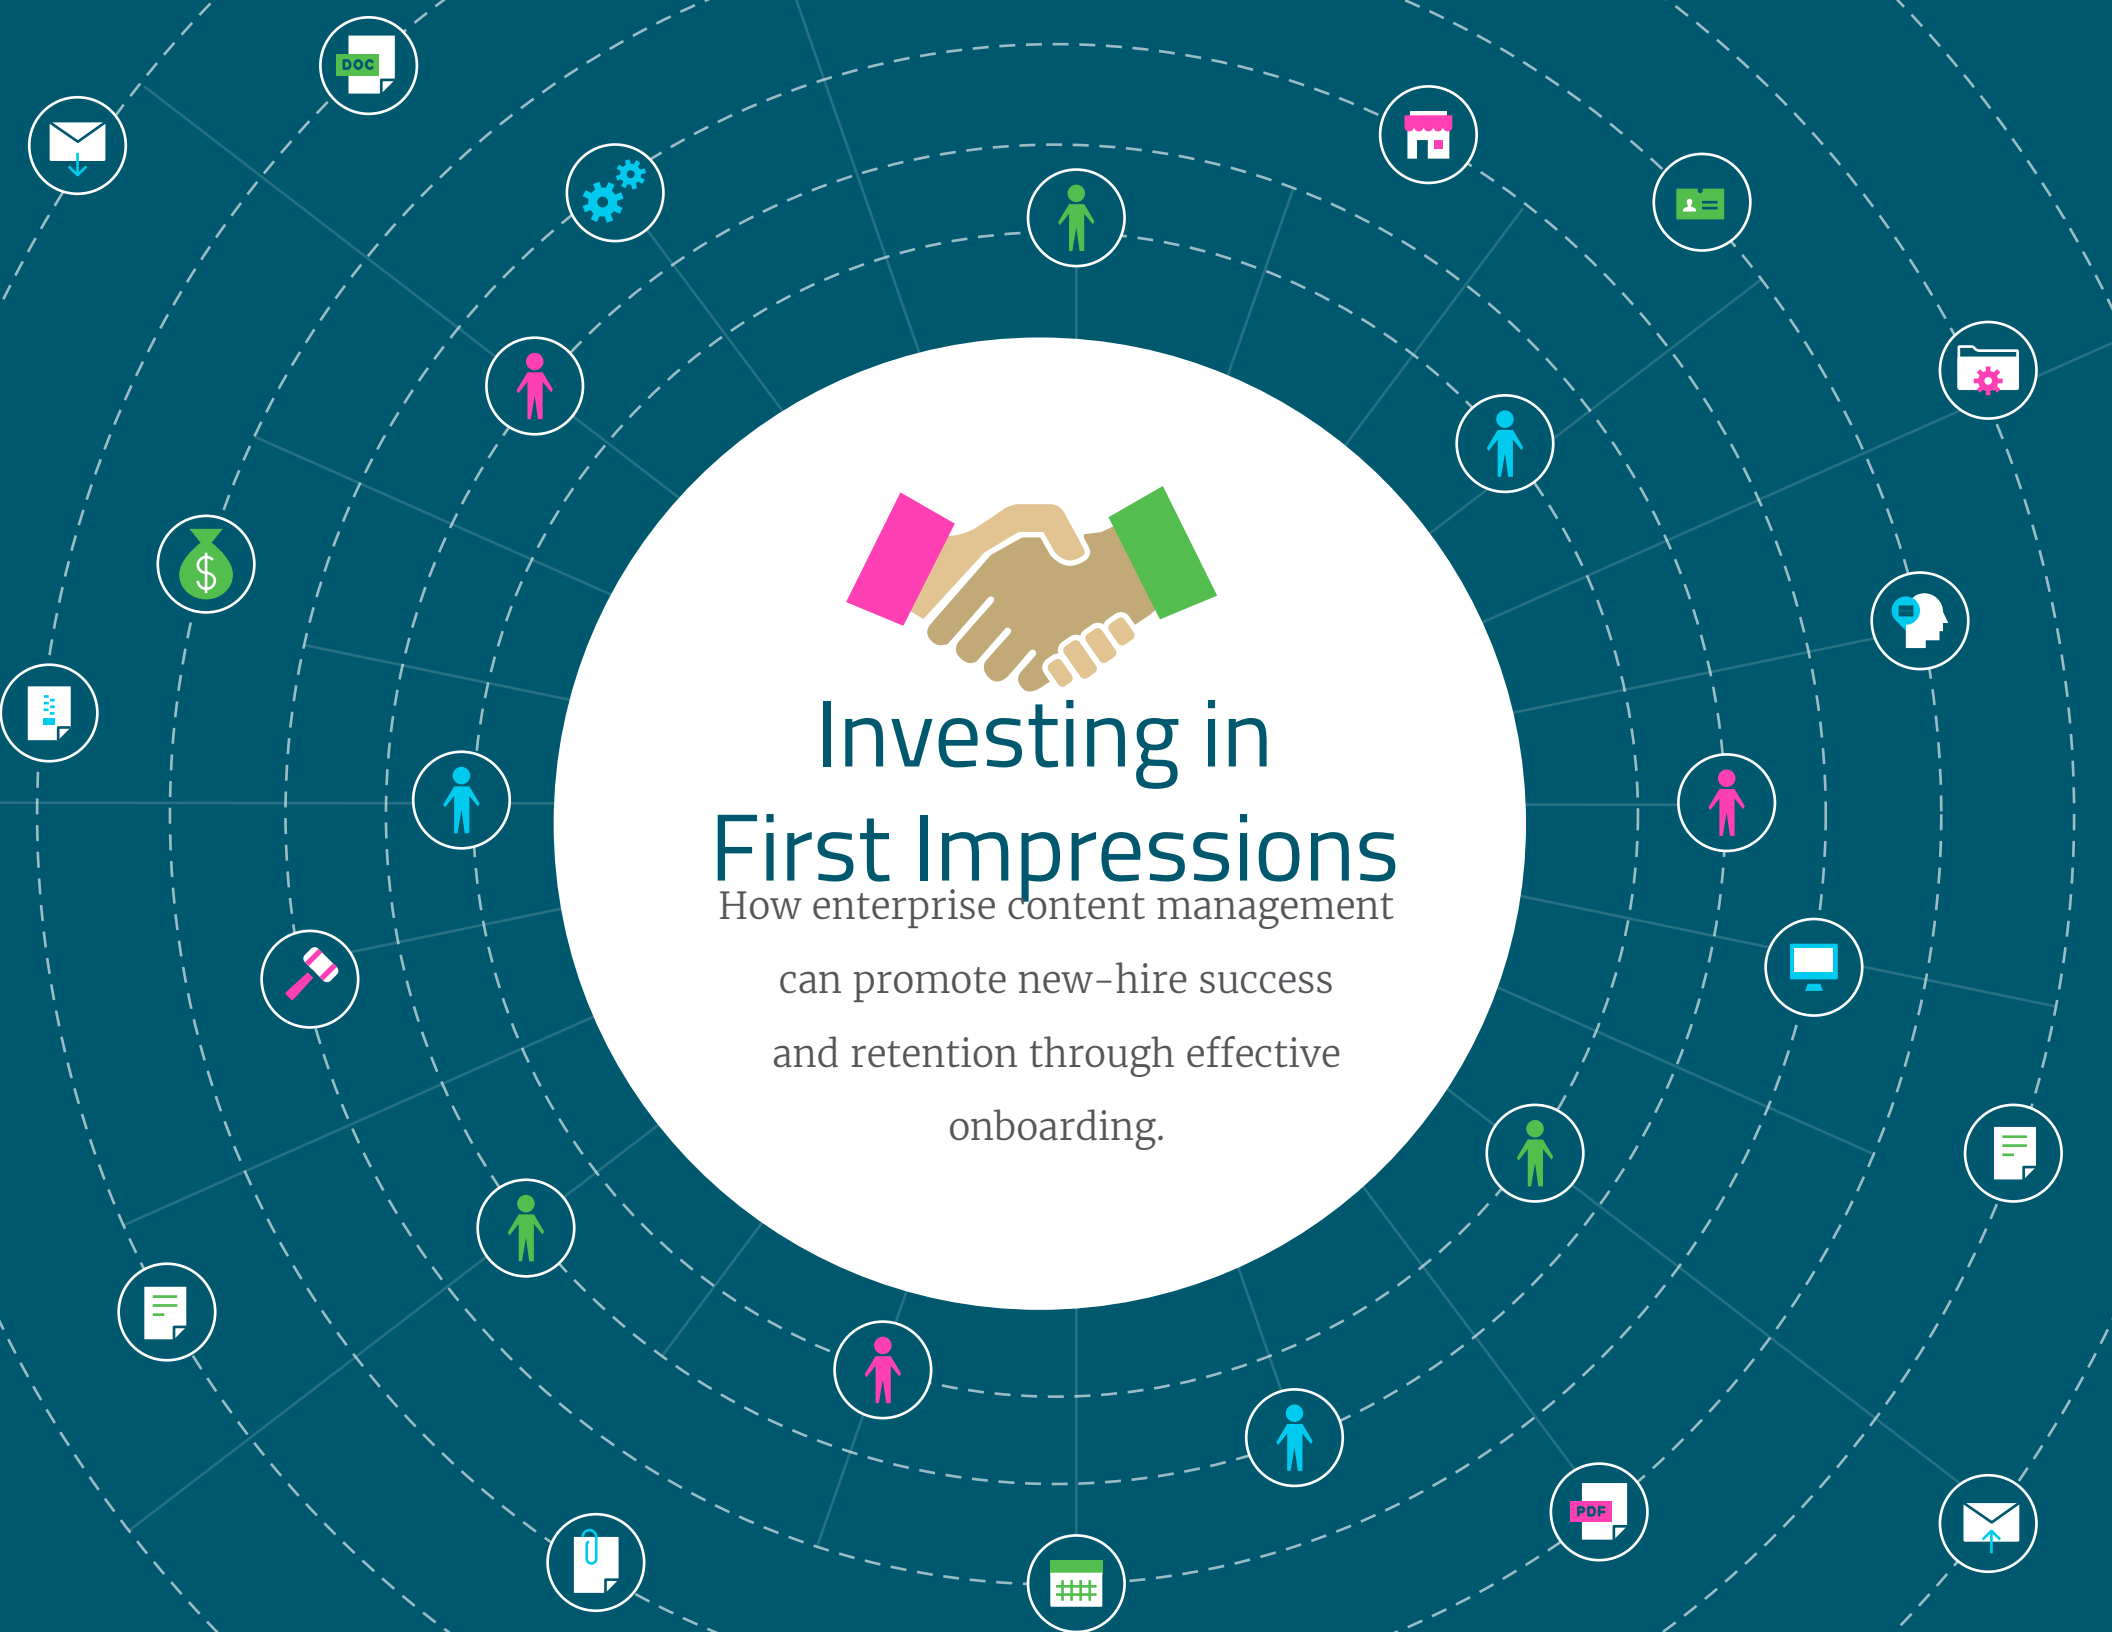 DOC
$
Investing in
First Impressions
How enterprise content management
can promote new-hire success
and retention through effective
onboarding.
PDF